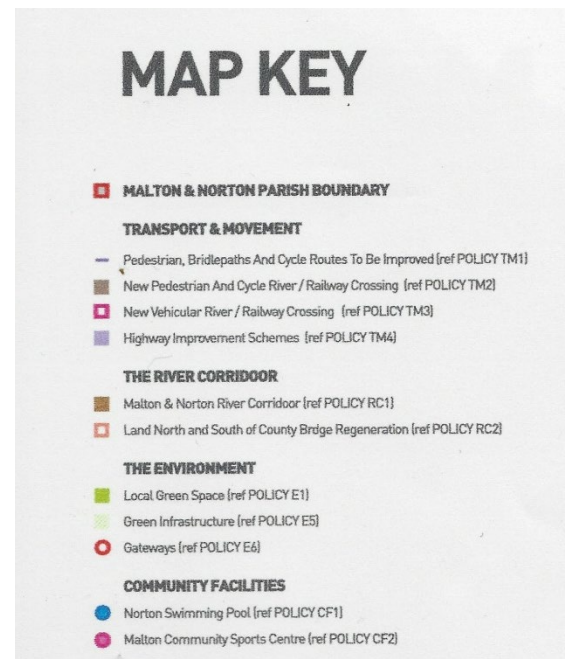 MAP KEY
MALTON & NORTON PARISH BOUNDARY
TRANSPORT & MOVEMENT
Pedestrian, Bridlepaths And Cycle Routes To Be Improved (ref POLICY TM1)
New Pedestrian And Cycle River / Railway Crossing (ref POLICY TM2)
New Vehicular River / Railway Crossing (ref POLICY TM3)
Highway Improvement Schemes (ref POLICY TM4)
THE RIVER CORRIDOOR
Malton & Norton River Corridoor (ref POLICY RC1)
Land North and South of County Brdge Regeneration (ref POLICY RC2)
THE ENVIRONMENT
Local Green Space (ref POLICY E1)
Green Infrastructure (ref POLICY E5)
Gateways (ref POLICY E6)
COMMUNITY FACILITIES
Norton Swimming Pool (ref POLICY CF1)
Malton Community Sports Centre (ref POLICY CF2)